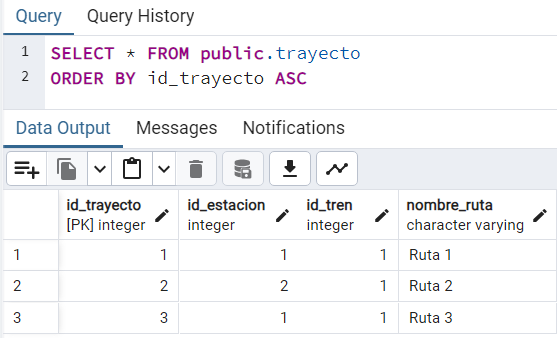 Query Query History
1 SELECT * FROM public.trayecto
2 ORDER BY id_trayecto ASC
Data Output Messages Notifications
id_trayecto id_estacion id_tren nombre_ruta
[PK] integer integer integer character varying
1 1 1 1 Ruta 1
2 2 2 1 Ruta 2
3 3 1 1 Ruta 3